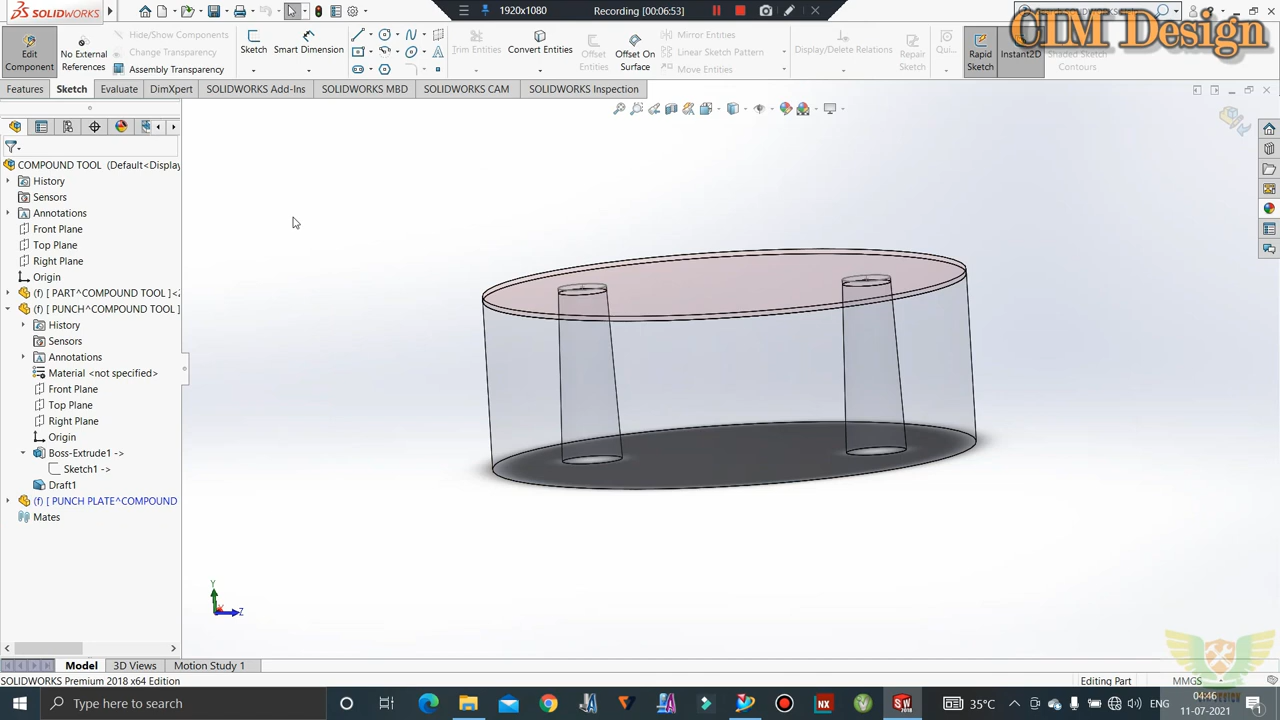 SOLIDWORKS
1920x1080
Recording [00:06:53]
CIM Design
Edit Component
No External References
Hide/Show Components
Change Transparency
Assembly Transparency
Sketch
Smart Dimension
Trim Entities
Convert Entities
Offset Entities
Offset On Surface
Mirror Entities
Linear Sketch Pattern
Move Entities
Display/Delete Relations
Repair Sketch
Qui...
Rapid Sketch
Instant2D
Shaded Sketch Contours
Features
Sketch
Evaluate
DimXpert
SOLIDWORKS Add-Ins
SOLIDWORKS MBD
SOLIDWORKS CAM
SOLIDWORKS Inspection
COMPOUND TOOL (Default<Display
History
Sensors
Annotations
Front Plane
Top Plane
Right Plane
Origin
(f) [ PART^COMPOUND TOOL ]<
(f) [ PUNCH^COMPOUND TOOL ]
History
Sensors
Annotations
Material <not specified>
Front Plane
Top Plane
Right Plane
Origin
Boss-Extrude1 ->
Sketch1 ->
Draft1
(f) [ PUNCH PLATE^COMPOUND
Mates
Y
Z
Model
3D Views
Motion Study 1
SOLIDWORKS Premium 2018 x64 Edition
Editing Part
MMGS
Type here to search
NX
SW
2018
35°C
ENG
04:46
11-07-2021